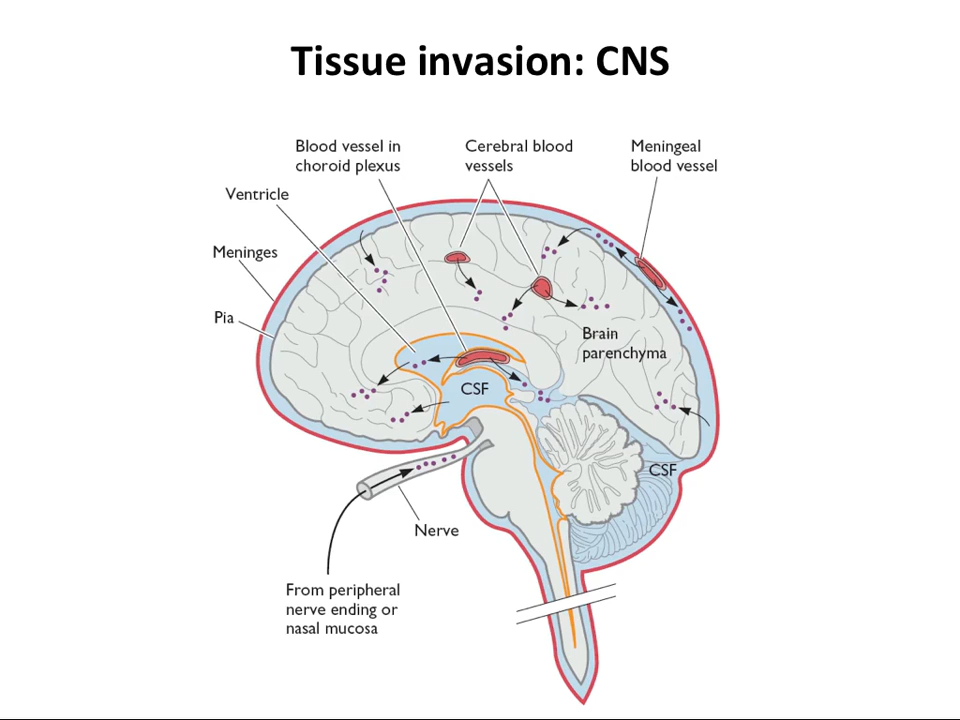 Tissue invasion: CNS
Blood vessel in
choroid plexus
Cerebral blood
vessels
Meningeal
blood vessel
Ventricle
Meninges
Pia
Brain
parenchyma
CSF
CSF
Nerve
From peripheral
nerve ending or
nasal mucosa